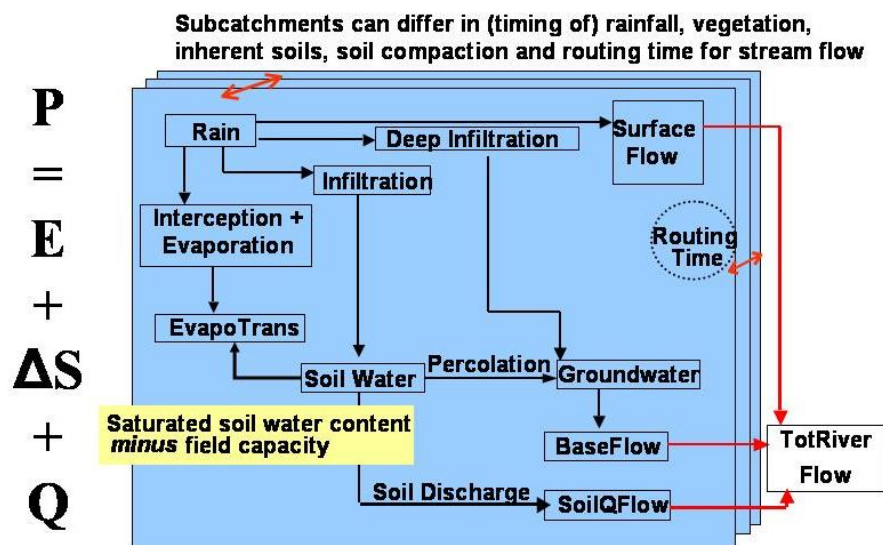 Subcatchments can differ in (timing of) rainfall, vegetation,
inherent soils, soil compaction and routing time for stream flow
P
=
E
+
ΔS
+
Q
Rain
Deep Infiltration
Surface
Flow
Infiltration
Interception +
Evaporation
Routing
Time
EvapoTrans
Soil Water
Percolation
Groundwater
Saturated soil water content
minus field capacity
BaseFlow
TotRiver
Flow
Soil Discharge
SoilQFlow